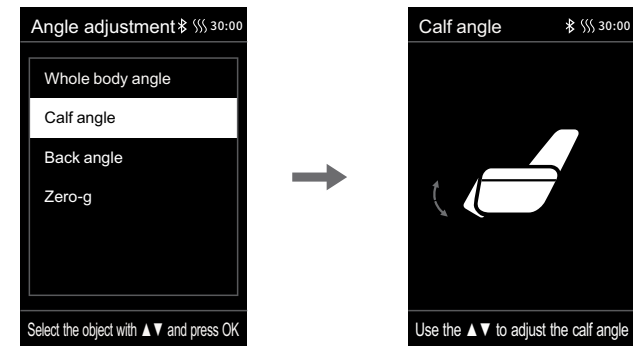 Angle adjustment 30:00
Whole body angle
Calf angle
Back angle
Zero-g
Select the object with ▲▼ and press OK
Calf angle 30:00
Use the ▲▼ to adjust the calf angle